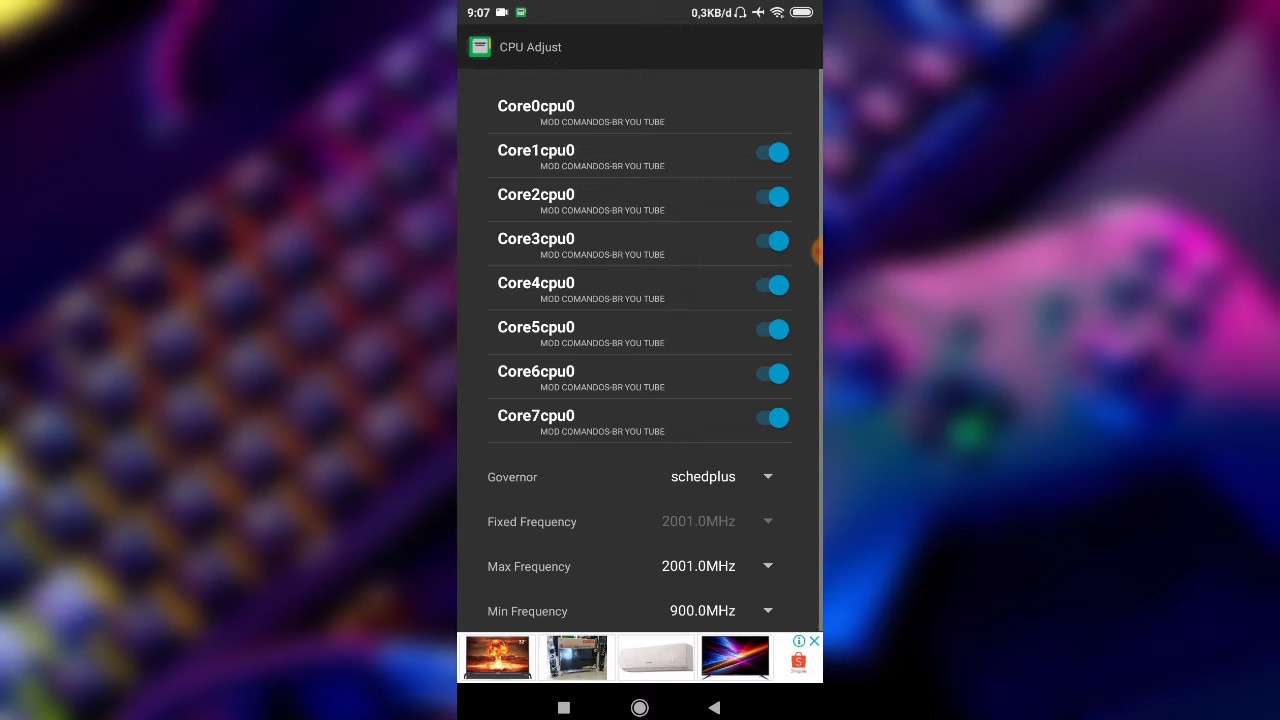 9:07
0,3KB/d
CPU Adjust
Core0cpu0
MOD COMANDOS-BR YOU TUBE
Core1cpu0
MOD COMANDOS-BR YOU TUBE
Core2cpu0
MOD COMANDOS-BR YOU TUBE
Core3cpu0
MOD COMANDOS-BR YOU TUBE
Core4cpu0
MOD COMANDOS-BR YOU TUBE
Core5cpu0
MOD COMANDOS-BR YOU TUBE
Core6cpu0
MOD COMANDOS-BR YOU TUBE
Core7cpu0
MOD COMANDOS-BR YOU TUBE
Governor schedplus
Fixed Frequency 2001.0MHz
Max Frequency 2001.0MHz
Min Frequency 900.0MHz
32"
Shopee